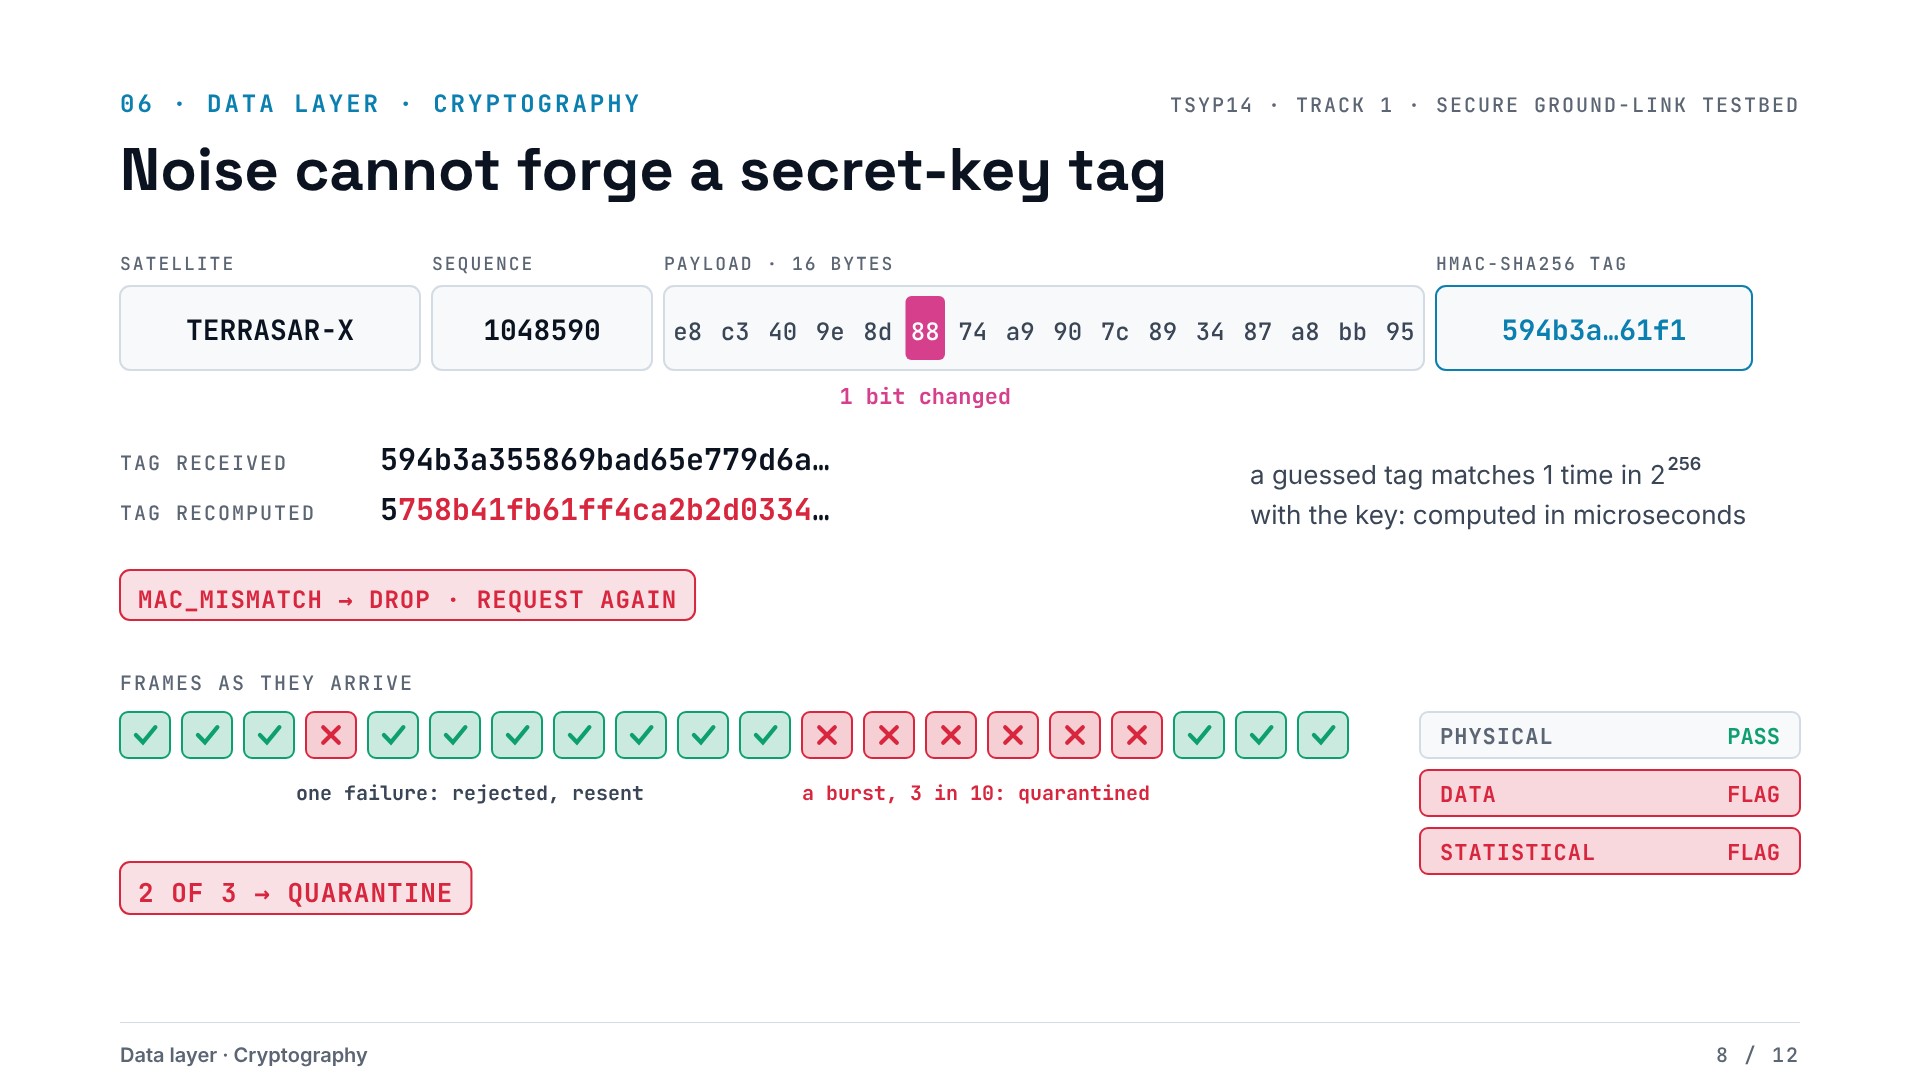 06 · DATA LAYER · CRYPTOGRAPHY
TSYP14 · TRACK 1 · SECURE GROUND-LINK TESTBED
Noise cannot forge a secret-key tag
SATELLITE
SEQUENCE
PAYLOAD · 16 BYTES
HMAC-SHA256 TAG
TERRASAR-X
1048590
e8 c3 40 9e 8d 88 74 a9 90 7c 89 34 87 a8 bb 95
594b3a…61f1
1 bit changed
TAG RECEIVED 594b3a355869bad65e779d6a…
TAG RECOMPUTED 5758b41fb61ff4ca2b2d0334…
a guessed tag matches 1 time in 2^256
with the key: computed in microseconds
MAC_MISMATCH → DROP · REQUEST AGAIN
FRAMES AS THEY ARRIVE
one failure: rejected, resent
a burst, 3 in 10: quarantined
PHYSICAL PASS
DATA FLAG
STATISTICAL FLAG
2 OF 3 → QUARANTINE
Data layer · Cryptography
8 / 12